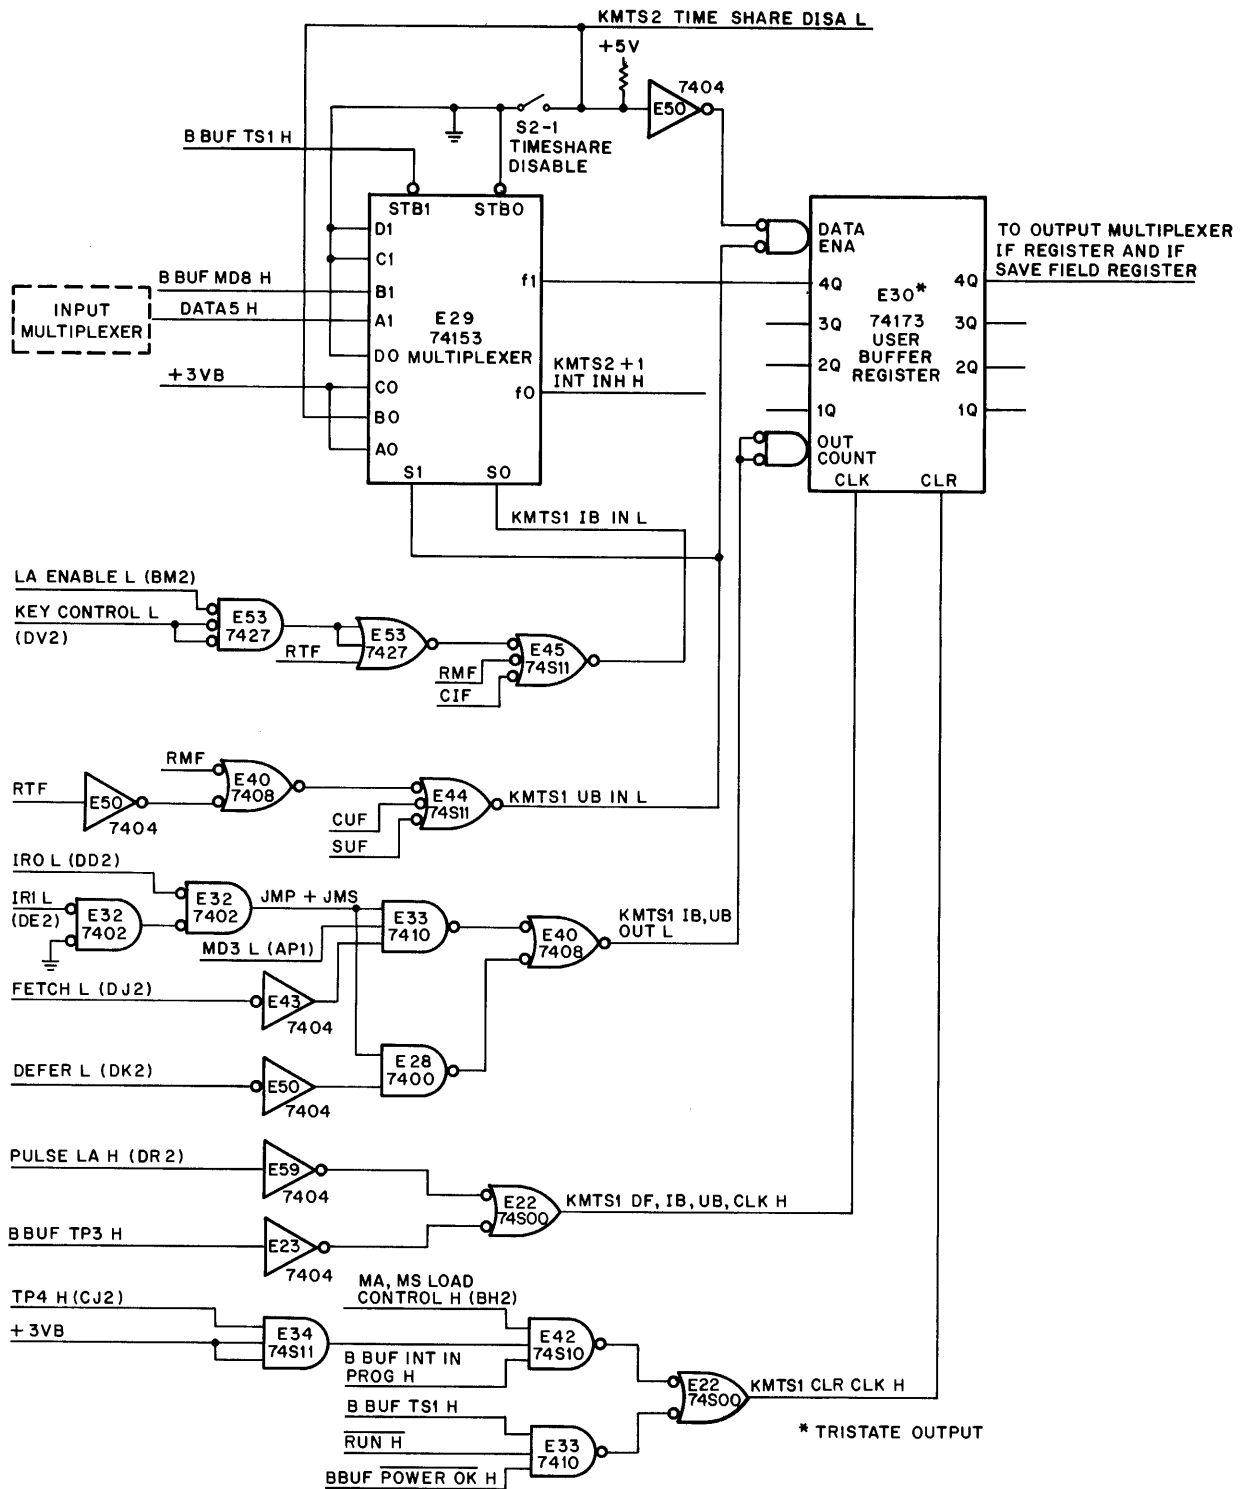 KMTS2 TIME SHARE DISA L
+5V
7404
E50
S2-1
TIMESHARE
DISABLE
B BUF TS1 H
STB1
STB0
D1
C1
B BUF MD8 H
B1
INPUT
MULTIPLEXER
DATA5 H
A1
f1
E29
74153
MULTIPLEXER
D0
+3VB
C0
B0
A0
f0
KMTS2+1
INT INH H
S1
S0
KMTS1 IB IN L
DATA
ENA
4Q
3Q
2Q
1Q
E30*
74173
USER
BUFFER
REGISTER
4Q
3Q
2Q
1Q
OUT
COUNT
CLK
CLR
TO OUTPUT MULTIPLEXER
IF REGISTER AND IF
SAVE FIELD REGISTER
LA ENABLE L (BM2)
KEY CONTROL L
(DV2)
E53
7427
RTF
E53
7427
RMF
CIF
E45
74S11
RTF
E50
7404
RMF
E40
7408
CUF
SUF
E44
74S11
KMTS1 UB IN L
IRO L (DD2)
IR1 L
(DE2)
E32
7402
E32
7402
JMP + JMS
MD3 L (AP1)
E33
7410
E40
7408
KMTS1 IB,UB
OUT L
FETCH L (DJ2)
E43
7404
E28
7400
DEFER L (DK2)
E50
7404
PULSE LA H (DR2)
E59
7404
B BUF TP3 H
E23
7404
E22
74S00
KMTS1 DF, IB, UB, CLK H
TP4 H (CJ2)
+3VB
E34
74S11
MA, MS LOAD
CONTROL H (BH2)
B BUF INT IN
PROG H
E42
74S10
B BUF TS1 H
RUN H
BBUF POWER OK H
E33
7410
E22
74S00
KMTS1 CLR CLK H
* TRISTATE OUTPUT